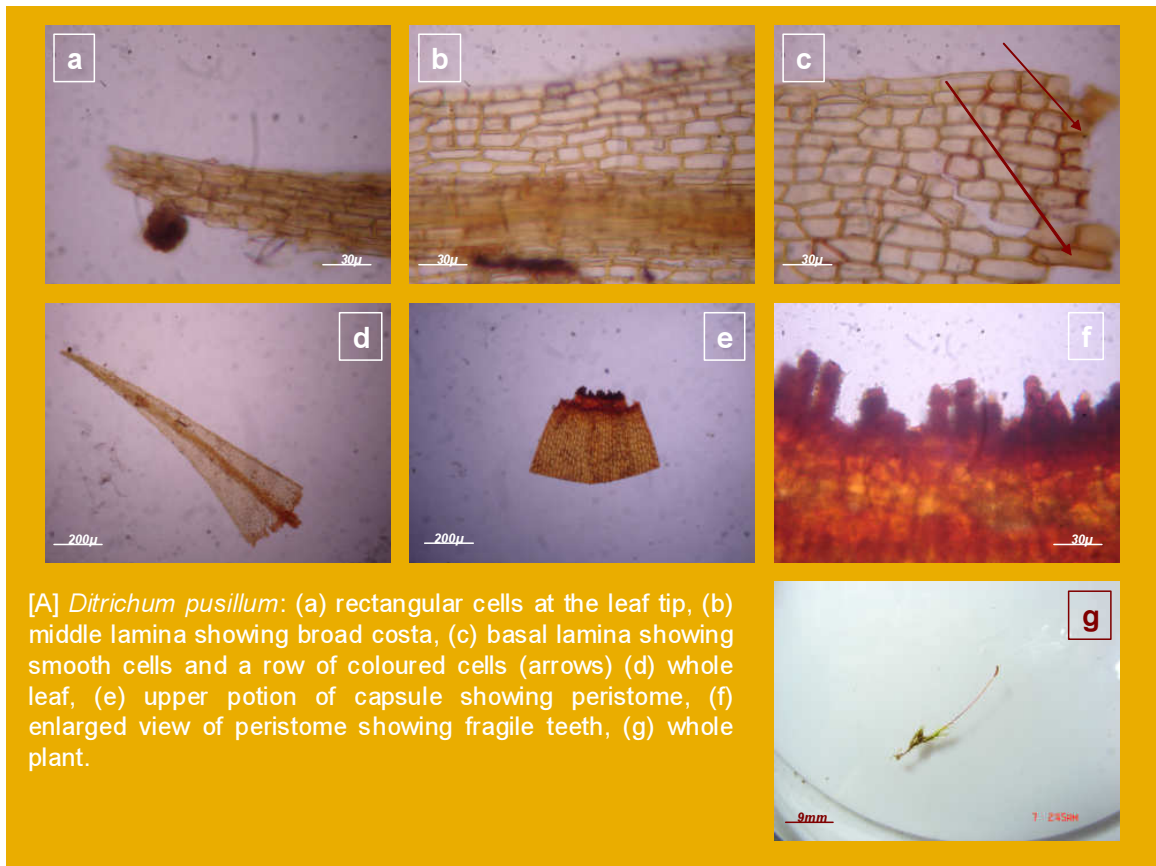 a
b
c
30µ
30µ
30µ
d
e
f
200µ
200µ
30µ
[A] Ditrichum pusillum: (a) rectangular cells at the leaf tip, (b)
middle lamina showing broad costa, (c) basal lamina showing
smooth cells and a row of coloured cells (arrows) (d) whole
leaf, (e) upper potion of capsule showing peristome, (f)
enlarged view of peristome showing fragile teeth, (g) whole
plant.
g
9mm